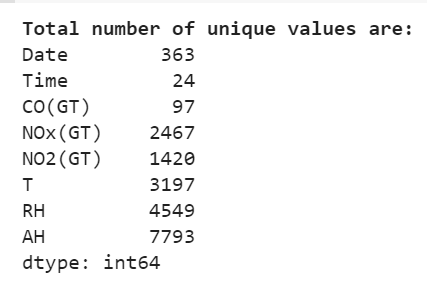 Total number of unique values are:
Date 363
Time 24
CO(GT) 97
NOx(GT) 2467
NO2(GT) 1420
T 3197
RH 4549
AH 7793
dtype: int64